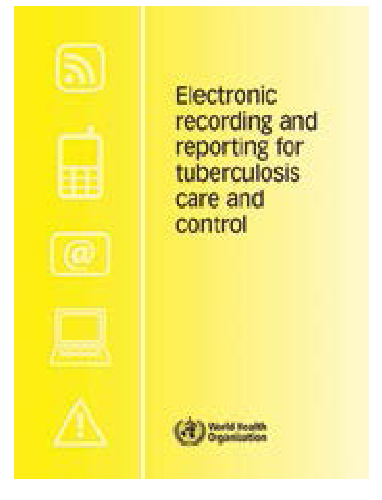 Electronic
recording and
reporting for
tuberculosis
care and
control
@
World Health
Organization